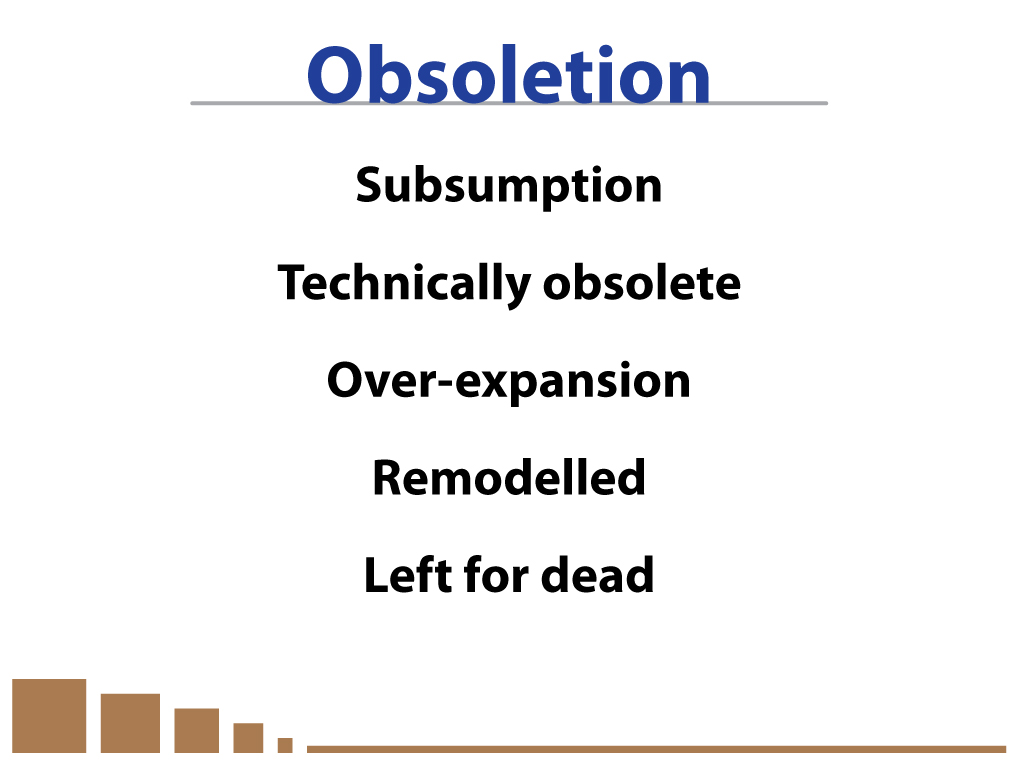 Obsoletion
Subsumption
Technically obsolete
Over-expansion
Remodelled
Left for dead